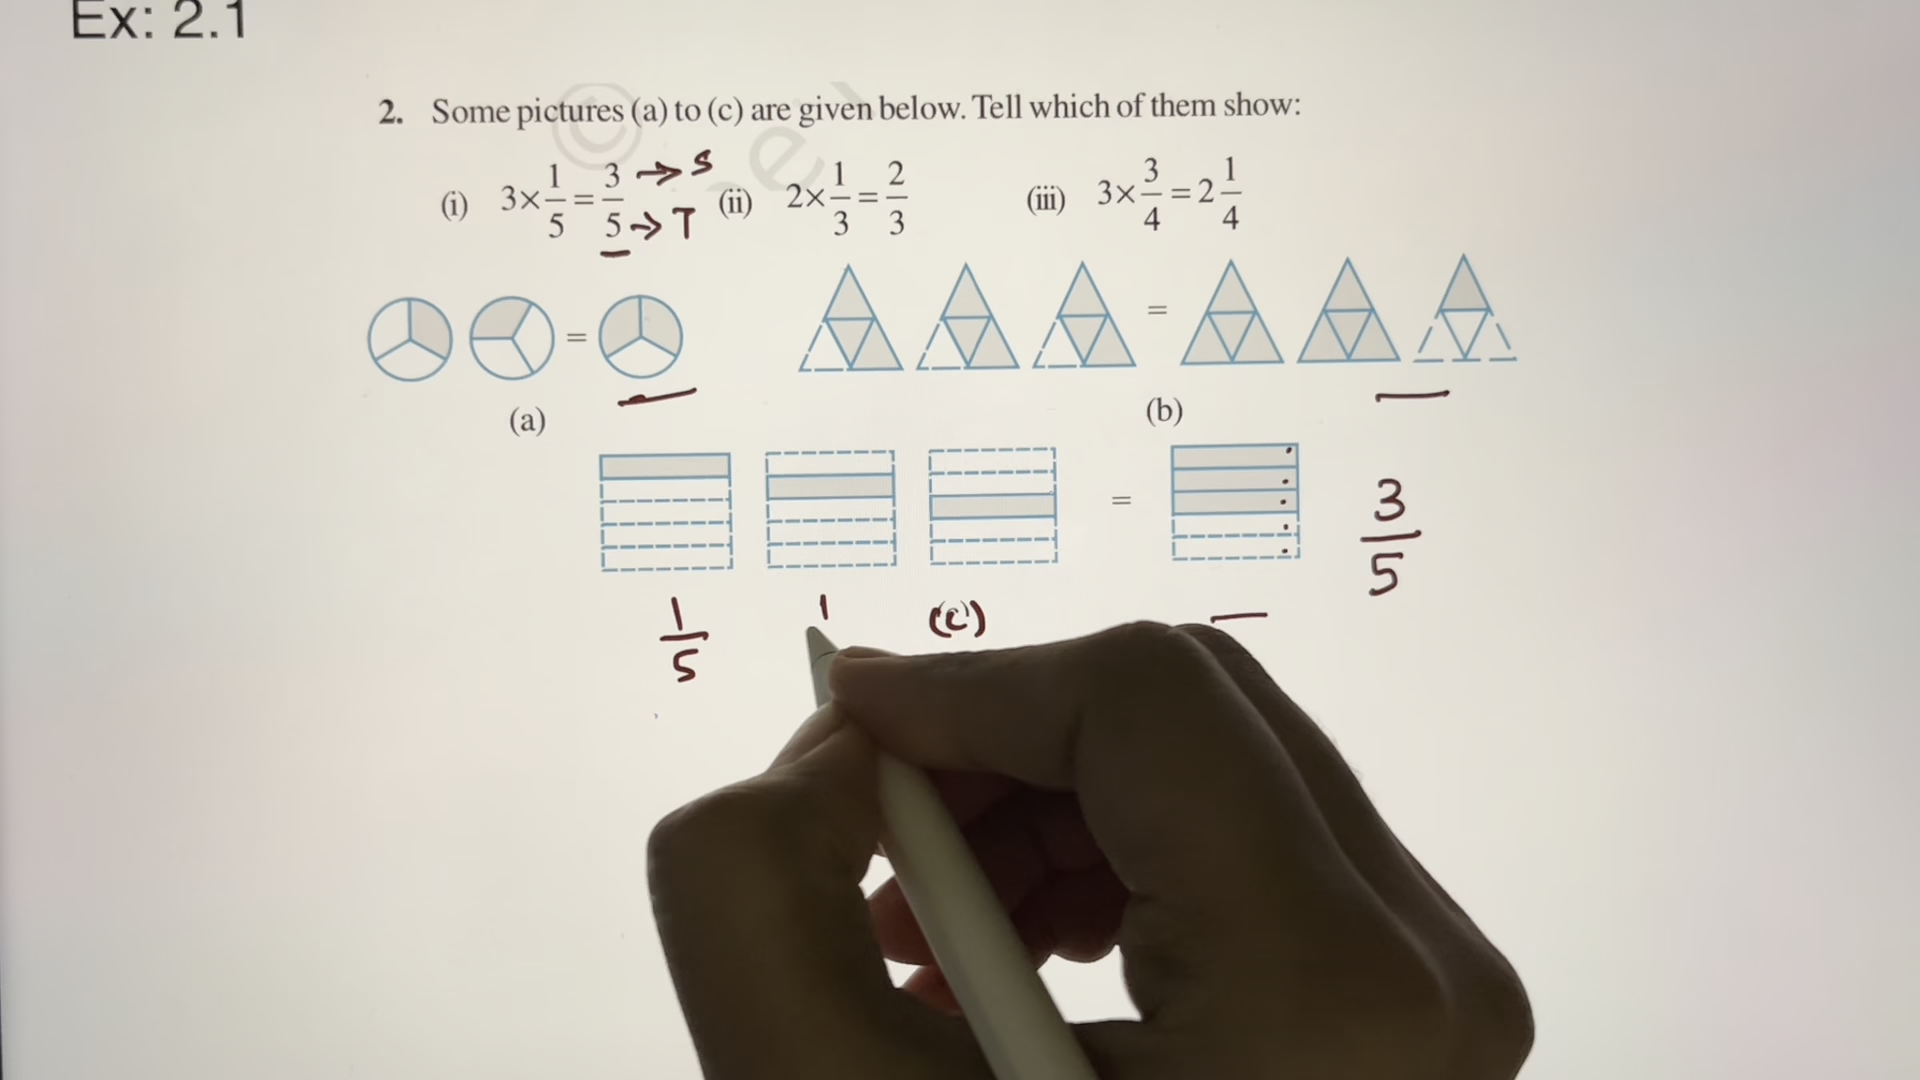 Ex: 2.1
2. Some pictures (a) to (c) are given below. Tell which of them show:
(i) 3×1/5=3/5 →S →T (ii) 2×1/3=2/3 (iii) 3×3/4=2 1/4
= =
(a) (b)
= 3/5
1/5 1 (c)